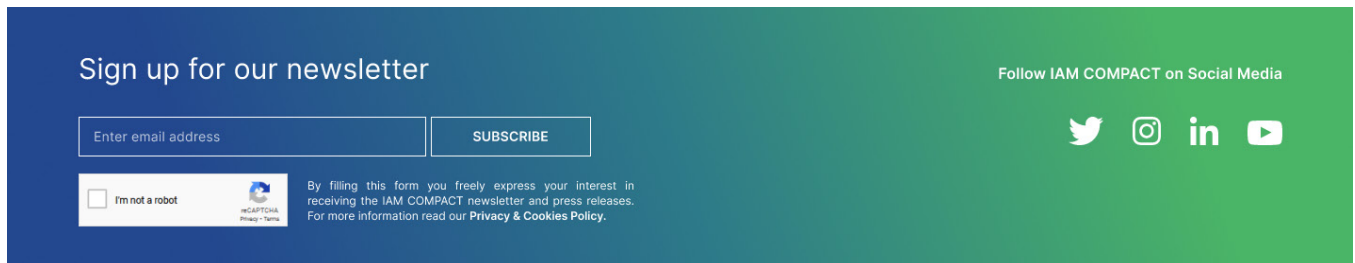 Sign up for our newsletter
Follow IAM COMPACT on Social Media
Enter email address
SUBSCRIBE
in
I'm not a robot
reCAPTCHA
Privacy - Terms
By filling this form you freely express your interest in
receiving the IAM COMPACT newsletter and press releases.
For more information read our Privacy & Cookies Policy.